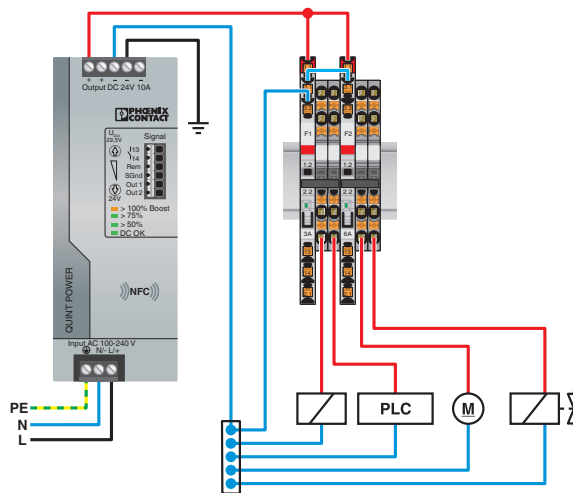 + + − − −
Output DC 24V 10A
PHŒNIX
CONTACT
UOut
29,5V
Signal
13
14
Rem
SGnd
Out 1
Out 2
24V
> 100% Boost
> 75%
> 50%
DC OK
QUINT POWER
NFC
Input AC 100-240 V
N/- L/+
PE
N
L
F1
1.2
2.2
3A
F2
1.2
2.2
6A
PLC
M